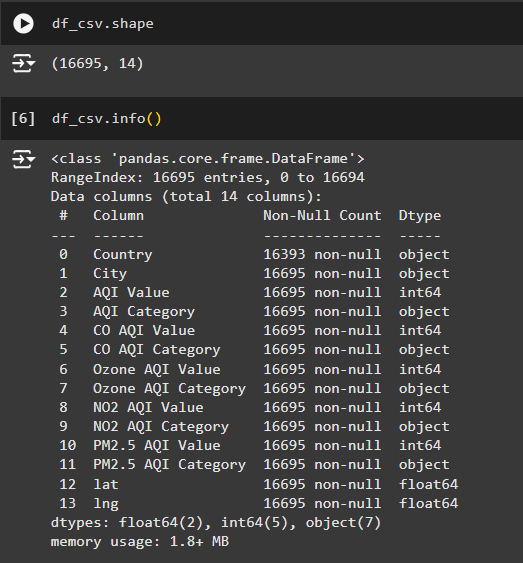 df_csv.shape
(16695, 14)
[6] df_csv.info()
<class 'pandas.core.frame.DataFrame'>
RangeIndex: 16695 entries, 0 to 16694
Data columns (total 14 columns):
 #   Column              Non-Null Count  Dtype
---  ------              --------------  -----
 0   Country             16393 non-null  object
 1   City                16695 non-null  object
 2   AQI Value           16695 non-null  int64
 3   AQI Category        16695 non-null  object
 4   CO AQI Value        16695 non-null  int64
 5   CO AQI Category     16695 non-null  object
 6   Ozone AQI Value     16695 non-null  int64
 7   Ozone AQI Category  16695 non-null  object
 8   NO2 AQI Value       16695 non-null  int64
 9   NO2 AQI Category    16695 non-null  object
 10  PM2.5 AQI Value     16695 non-null  int64
 11  PM2.5 AQI Category  16695 non-null  object
 12  lat                 16695 non-null  float64
 13  lng                 16695 non-null  float64
dtypes: float64(2), int64(5), object(7)
memory usage: 1.8+ MB